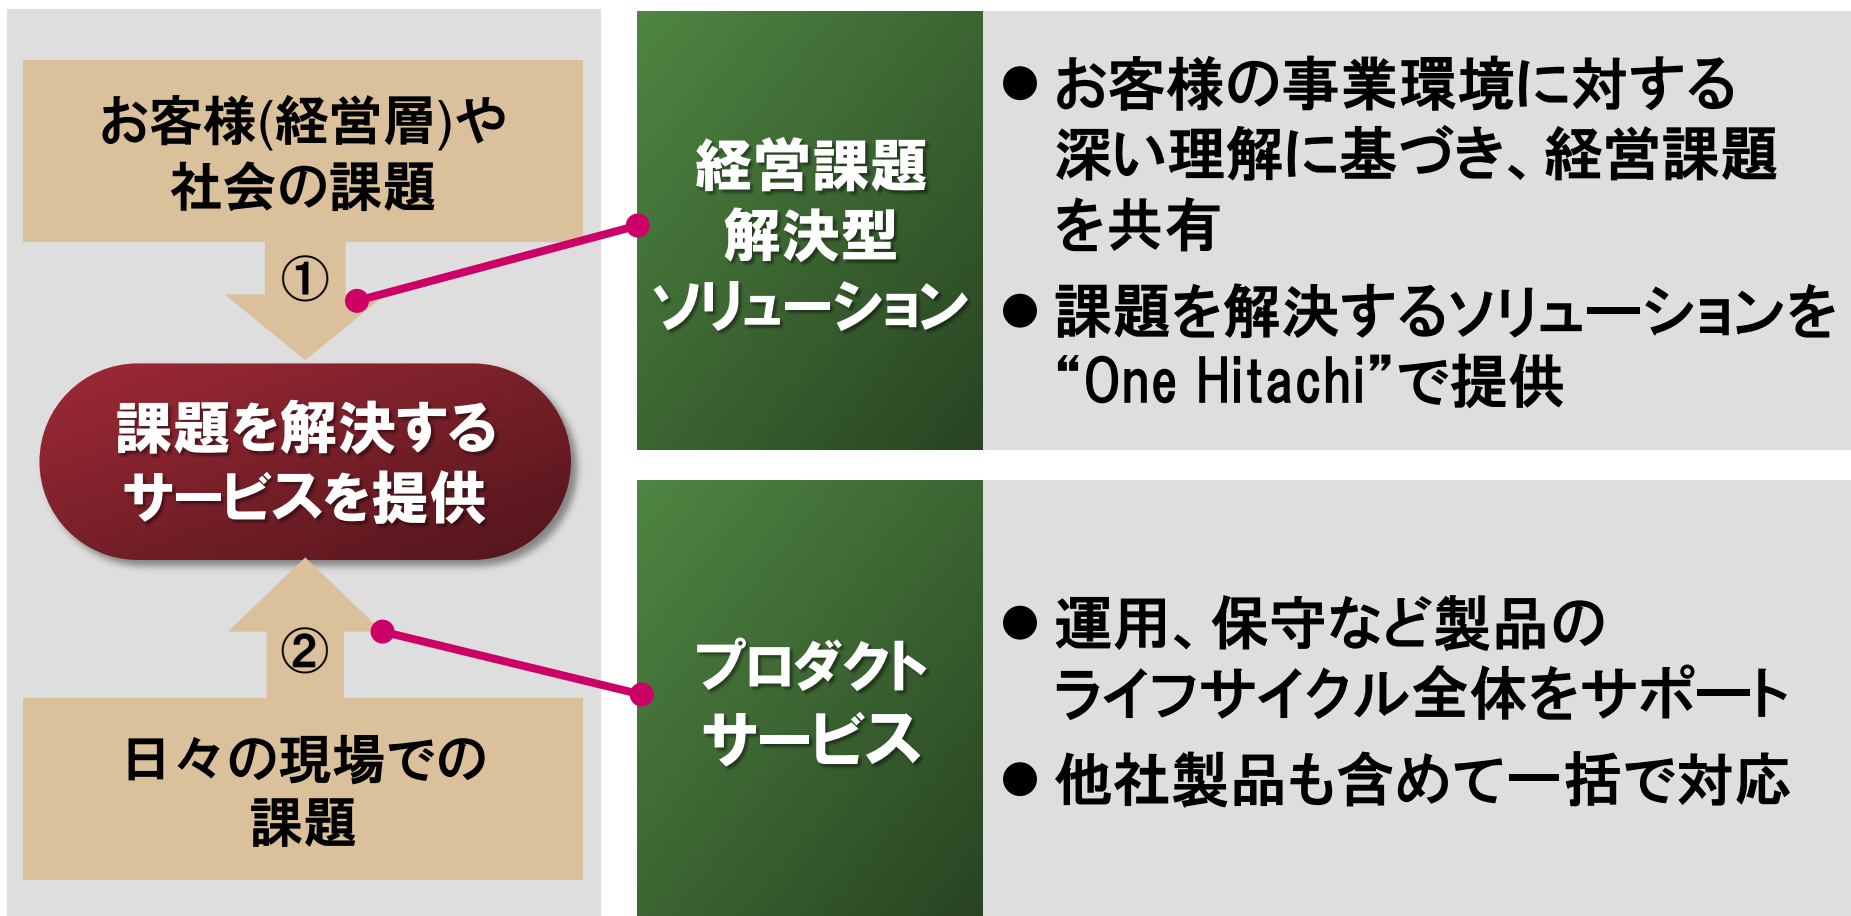 お客様(経営層)や
社会の課題
①
課題を解決する
サービスを提供
②
日々の現場での
課題
経営課題
解決型
ソリューション
● お客様の事業環境に対する
深い理解に基づき、経営課題
を共有
● 課題を解決するソリューションを
“One Hitachi”で提供
プロダクト
サービス
● 運用、保守など製品の
ライフサイクル全体をサポート
● 他社製品も含めて一括で対応